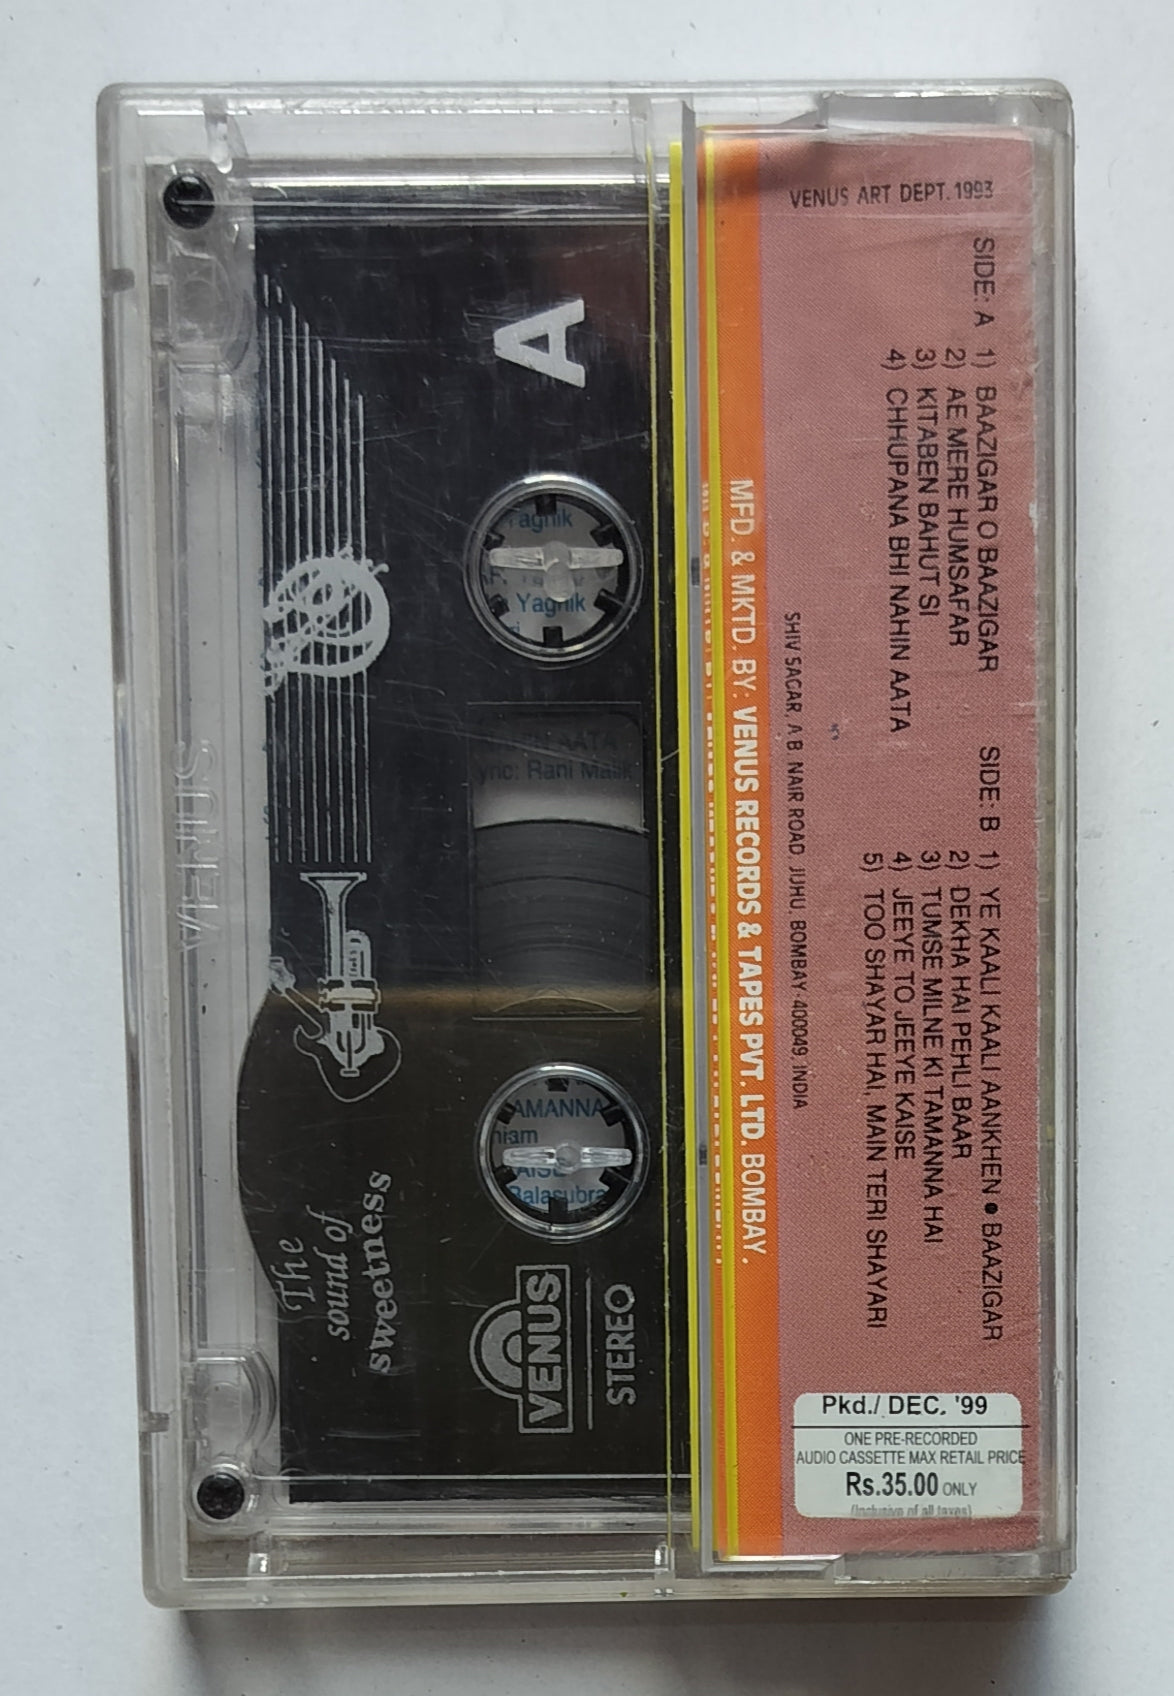 VENUS ART DEPT. 1993
SIDE: A 1) BAAZIGAR O BAAZIGAR
2) AE MERE HUMSAFAR
3) KITABEN BAHUT SI
4) CHHUPANA BHI NAHIN AATA
SIDE: B 1) YE KAALI KAALI AANKHEN • BAAZIGAR
2) DEKHA HAI PEHLI BAAR
3) TUMSE MILNE KI TAMANNA HAI
4) JEEYE TO JEEYE KAISE
5) TOO SHAYAR HAI, MAIN TERI SHAYARI
SHIV SAGAR, A B. NAIR ROAD, JUHU, BOMBAY-400049 INDIA
MFD. & MKTD. BY: VENUS RECORDS & TAPES PVT. LTD. BOMBAY.
Pkd./ DEC. '99
ONE PRE-RECORDED
AUDIO CASSETTE MAX RETAIL PRICE
Rs.35.00 ONLY
(Inclusive of all taxes)
A
Yagnik
Yagnik
AATA
Rani Malik
AMANNA
Balasubra
STEREO
VENUS
The
sound of
sweetness
VENUS